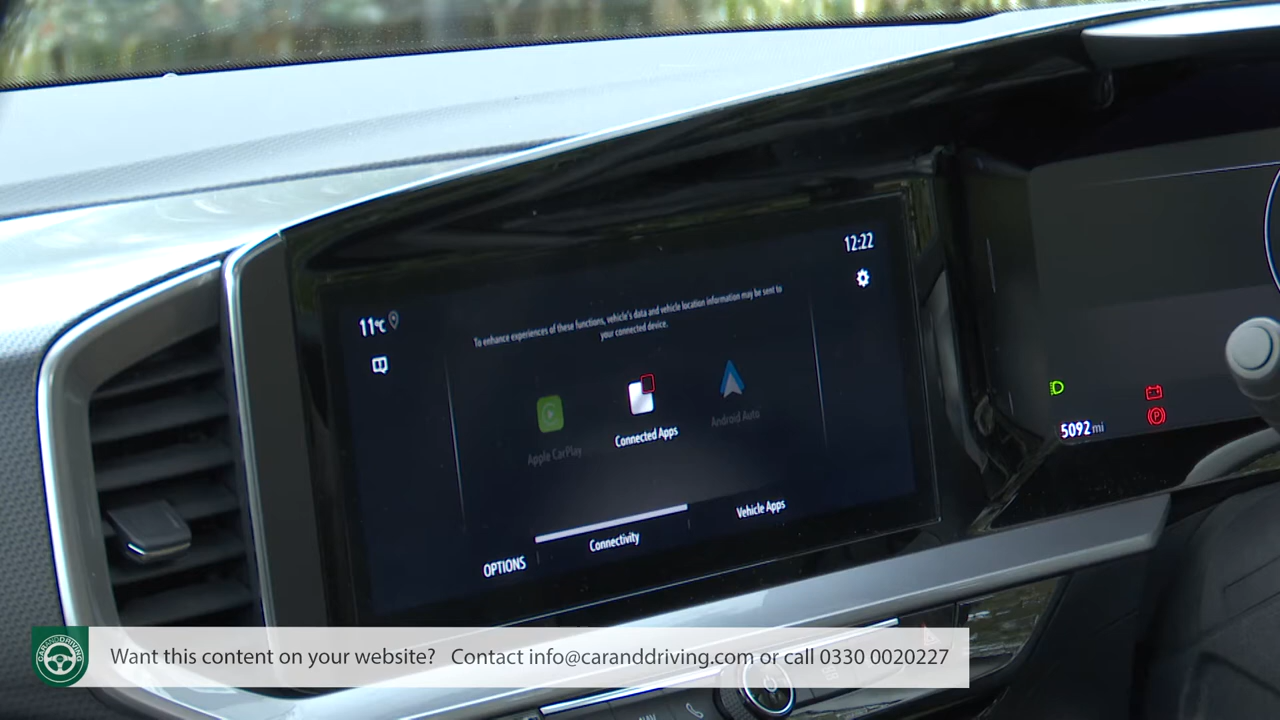 12:22
11°C
To enhance experiences of these functions, vehicle's data and vehicle location information may be sent to
your connected device.
Apple CarPlay
Connected Apps
Android Auto
OPTIONS
Connectivity
Vehicle Apps
5092 mi
P
CARANDDRIVING
Want this content on your website? Contact info@caranddriving.com or call 0330 0020227
NAV